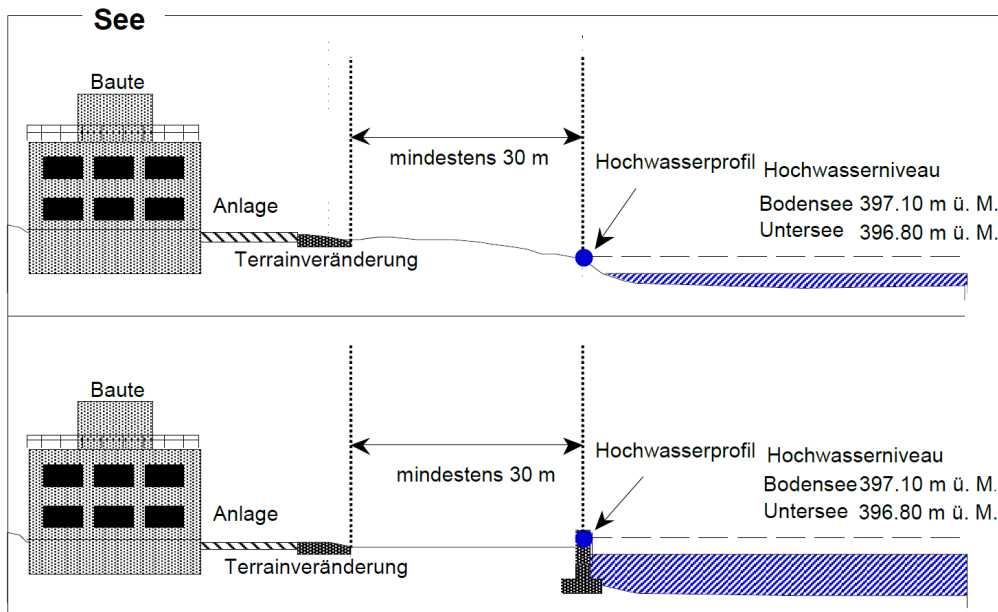 See
Baute
mindestens 30 m
Hochwasserprofil
Hochwasserniveau
Bodensee 397.10 m ü. M.
Untersee 396.80 m ü. M.
Anlage
Terrainveränderung
Baute
mindestens 30 m
Hochwasserprofil
Hochwasserniveau
Bodensee 397.10 m ü. M.
Untersee 396.80 m ü. M.
Anlage
Terrainveränderung